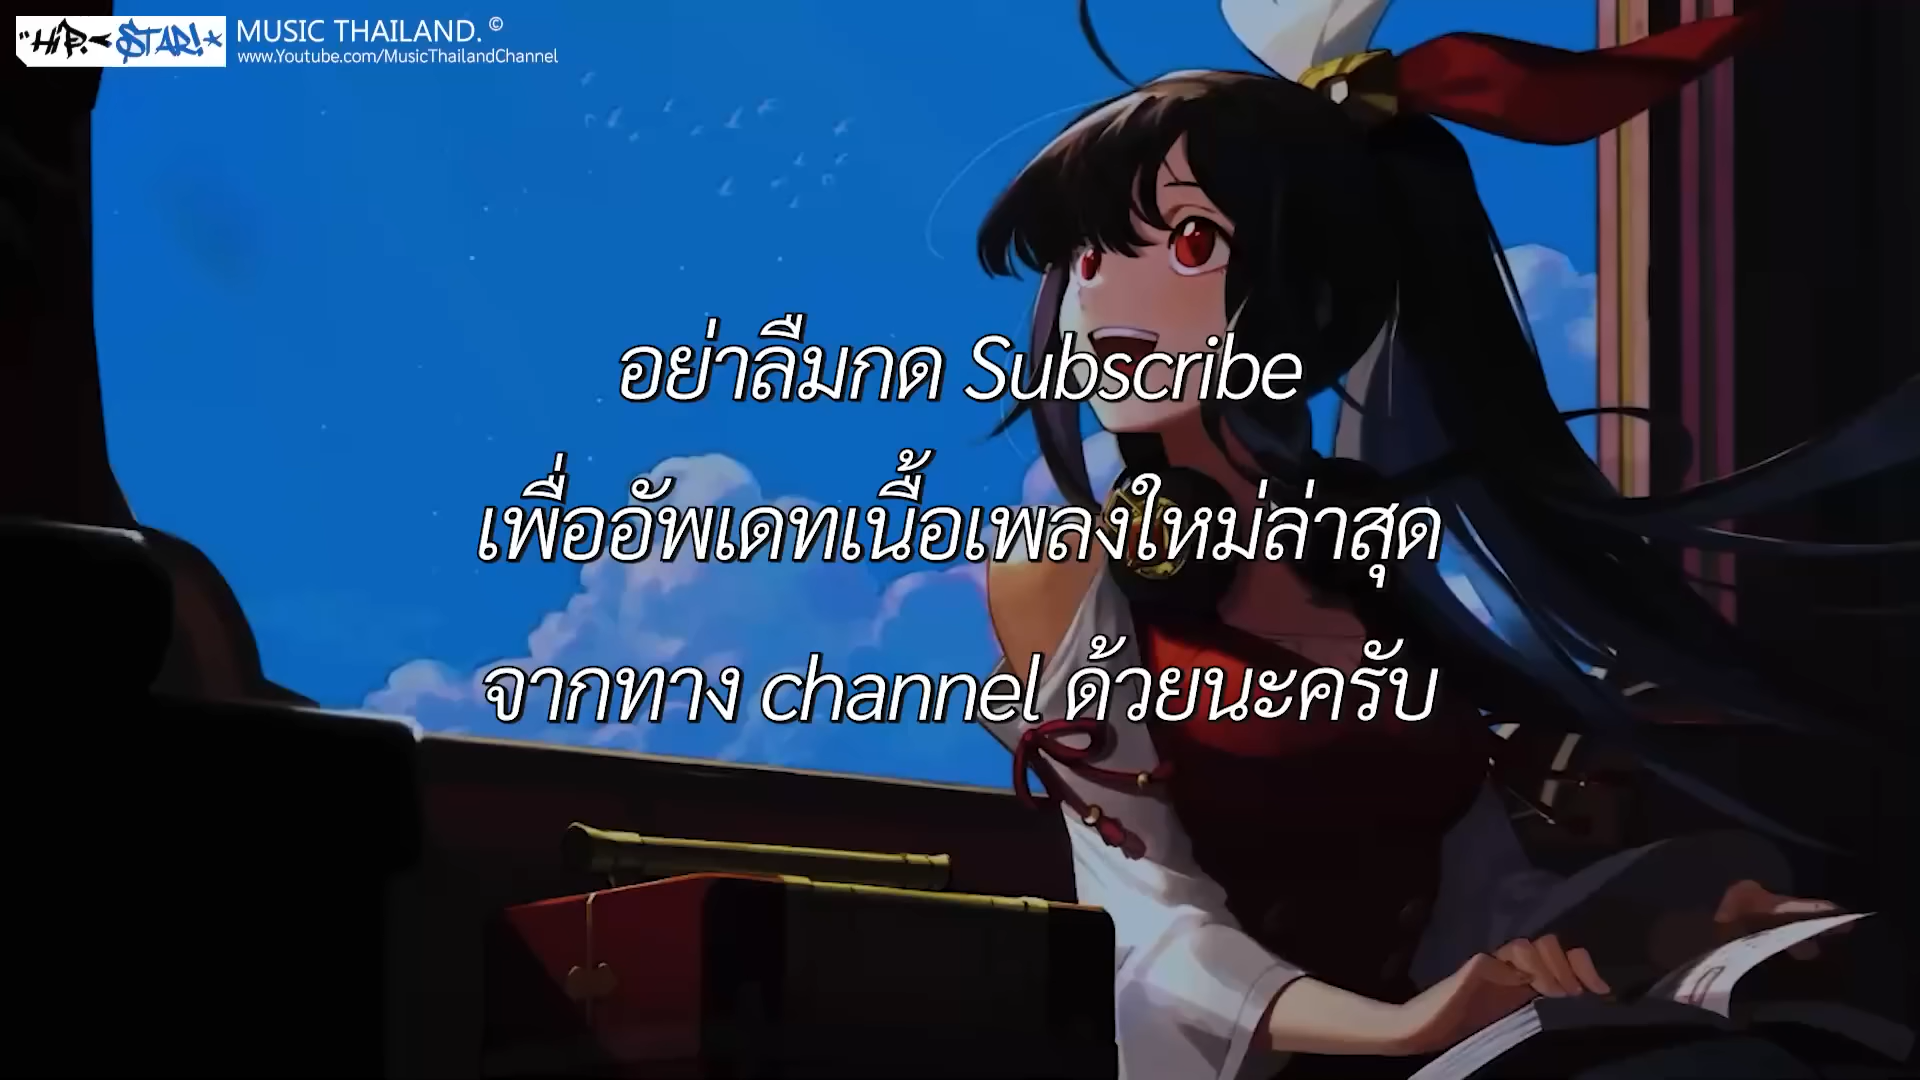 "HIP. STAR! MUSIC THAILAND. ©
www.Youtube.com/MusicThailandChannel
อย่าลืมกด Subscribe
เพื่ออัพเดทเนื้อเพลงใหม่ล่าสุด
จากทาง channel ด้วยนะครับ